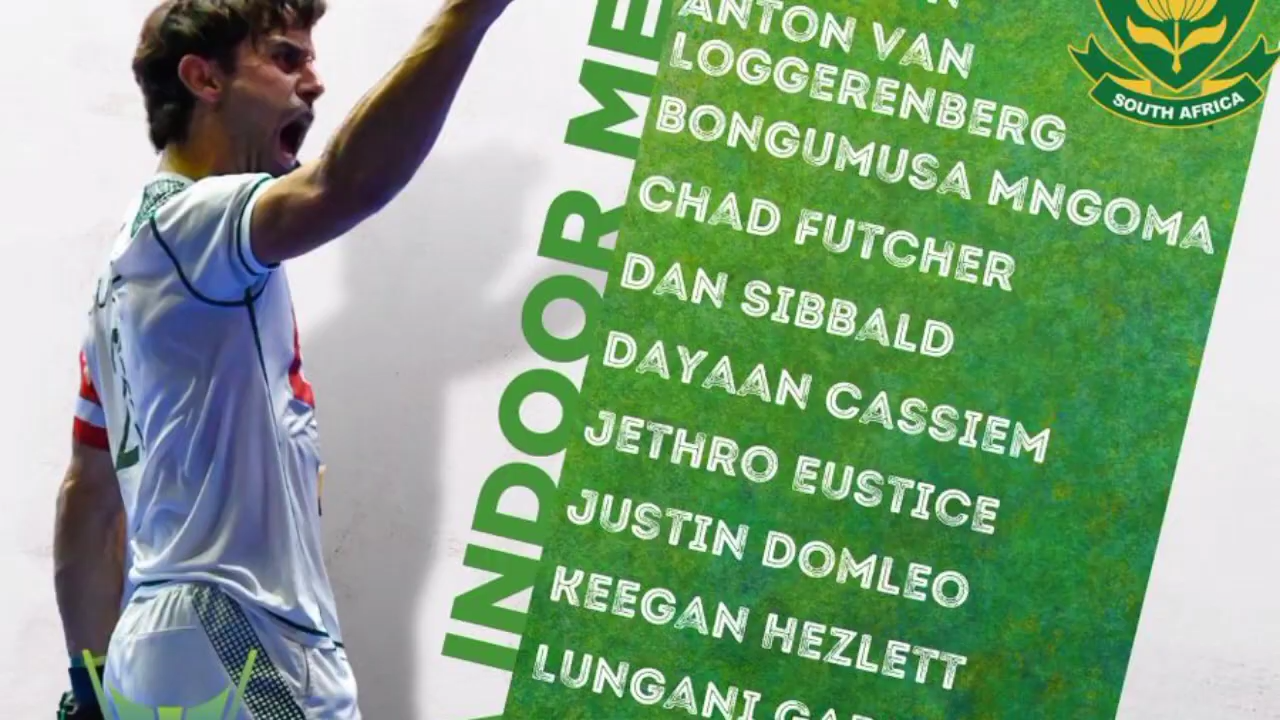 ANTON VAN
LOGGERENBERG
BONGUMUSA MNGOMA
CHAD FUTCHER
DAN SIBBALD
DAYAAN CASSIEM
JETHRO EUSTICE
JUSTIN DOMLEO
KEEGAN HEZLETT
LUNGANI
INDOOR
SOUTH AFRICA